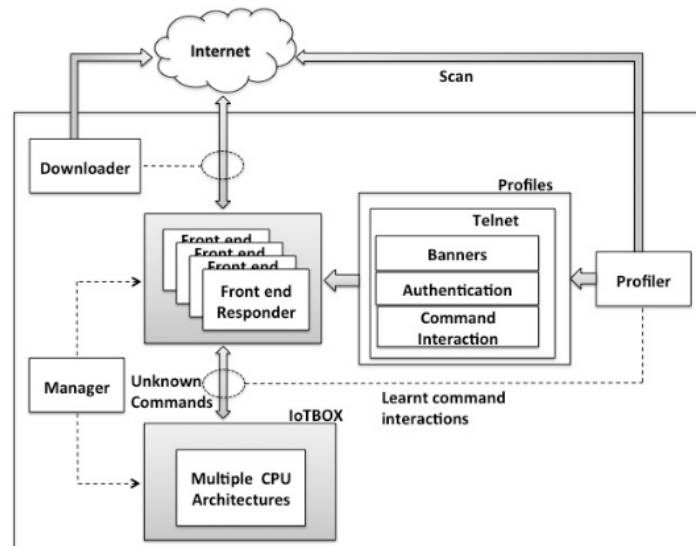 Internet
Scan
Downloader
Profiles
Telnet
Banners
Authentication
Command
Interaction
Profiler
Front end
Front end
Front end
Front end
Responder
Manager
Unknown
Commands
Learnt command
interactions
IoTBOX
Multiple CPU
Architectures